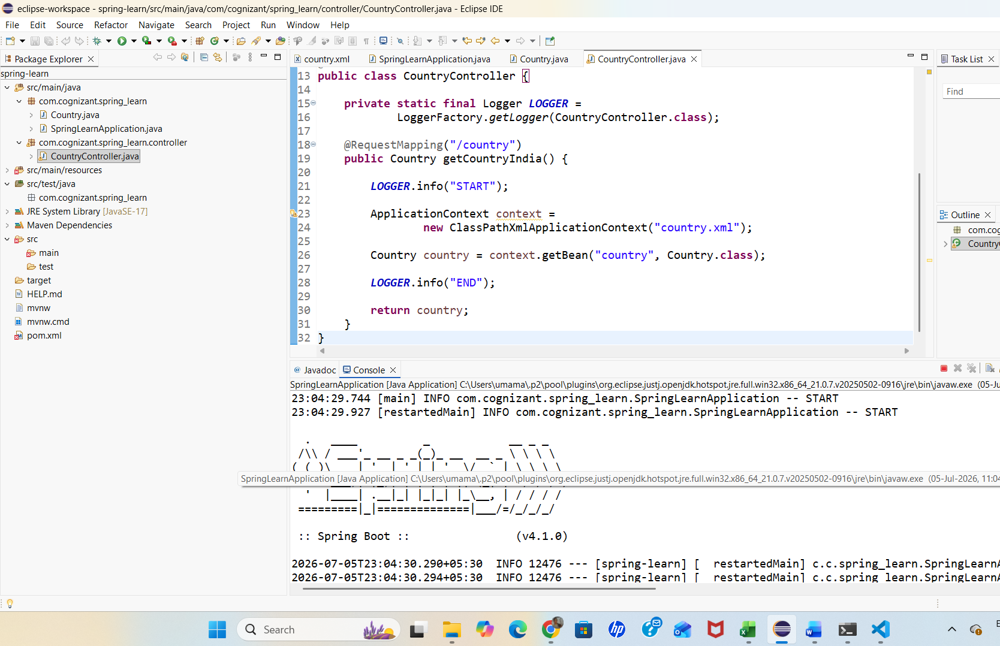 eclipse-workspace - spring-learn/src/main/java/com/cognizant/spring_learn/controller/CountryController.java - Eclipse IDE
File Edit Source Refactor Navigate Search Project Run Window Help
Package Explorer
spring-learn
src/main/java
com.cognizant.spring_learn
Country.java
SpringLearnApplication.java
com.cognizant.spring_learn.controller
CountryController.java
src/main/resources
src/test/java
com.cognizant.spring_learn
JRE System Library [JavaSE-17]
Maven Dependencies
src
main
test
target
HELP.md
mvnw
mvnw.cmd
pom.xml
country.xml SpringLearnApplication.java Country.java CountryController.java
13 public class CountryController {
14
15 private static final Logger LOGGER =
16 LoggerFactory.getLogger(CountryController.class);
17
18 @RequestMapping("/country")
19 public Country getCountryIndia() {
20
21 LOGGER.info("START");
22
23 ApplicationContext context =
24 new ClassPathXmlApplicationContext("country.xml");
25
26 Country country = context.getBean("country", Country.class);
27
28 LOGGER.info("END");
29
30 return country;
31 }
32 }
Task List
Find
Outline
com.cog
Country
@ Javadoc Console
SpringLearnApplication [Java Application] C:\Users\umama\.p2\pool\plugins\org.eclipse.justj.openjdk.hotspot.jre.full.win32.x86_64_21.0.7.v20250502-0916\jre\bin\javaw.exe (05-Ju
23:04:29.744 [main] INFO com.cognizant.spring_learn.SpringLearnApplication -- START
23:04:29.927 [restartedMain] INFO com.cognizant.spring_learn.SpringLearnApplication -- START
SpringLearnApplication [Java Application] C:\Users\umama\.p2\pool\plugins\org.eclipse.justj.openjdk.hotspot.jre.full.win32.x86_64_21.0.7.v20250502-0916\jre\bin\javaw.exe (05-Jul-2026, 11:04
:: Spring Boot :: (v4.1.0)
2026-07-05T23:04:30.290+05:30 INFO 12476 --- [spring-learn] [ restartedMain] c.c.spring_learn.SpringLearnA
2026-07-05T23:04:30.294+05:30 INFO 12476 --- [spring-learn] [ restartedMain] c.c.spring_learn.SpringLearnA
Search